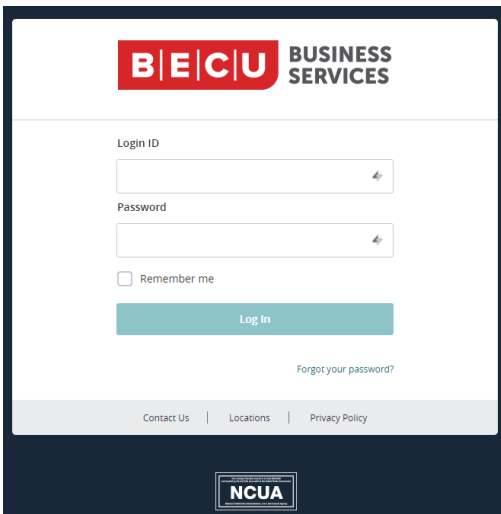 B|E|C|U BUSINESS
SERVICES
Login ID
Password
Remember me
Log In
Forgot your password?
Contact Us | Locations | Privacy Policy
NCUA